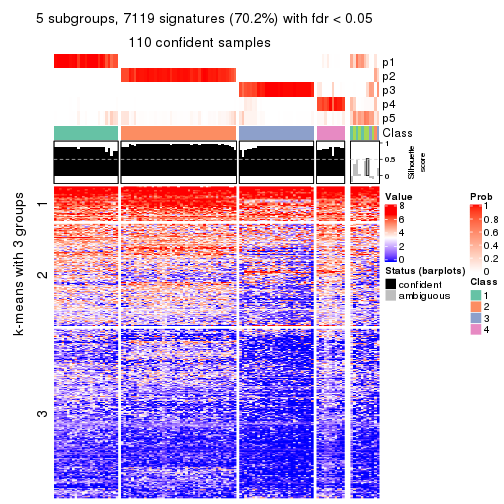 5 subgroups, 7119 signatures (70.2%) with fdr < 0.05
110 confident samples
p1
p2
p3
p4
p5
Class
1
0.5
0
Silhouette
score
k-means with 3 groups
1
2
3
Value
8
6
4
2
0
Status (barplots)
confident
ambiguous
Prob
1
0.8
0.6
0.4
0.2
0
Class
1
2
3
4